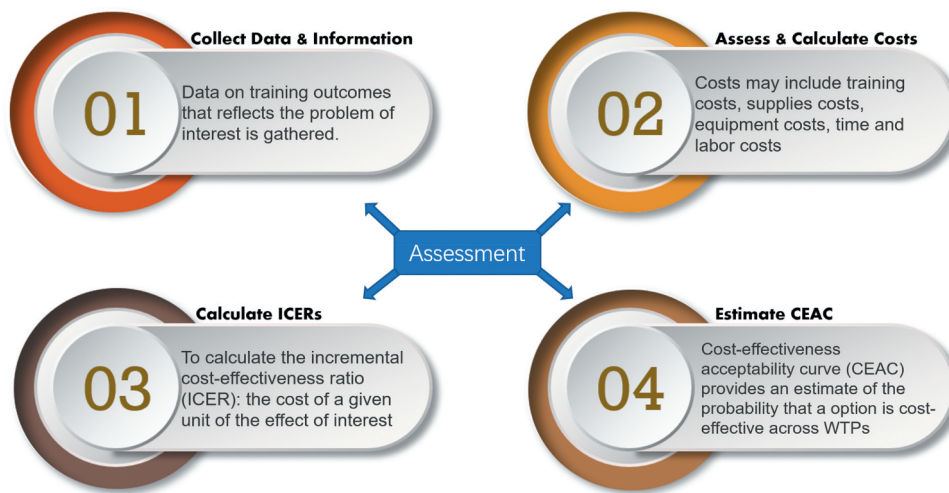 Collect Data & Information
01
Data on training outcomes
that reflects the problem of
interest is gathered.
Assess & Calculate Costs
02
Costs may include training
costs, supplies costs,
equipment costs, time and
labor costs
Assessment
Calculate ICERs
03
To calculate the incremental
cost-effectiveness ratio
(ICER): the cost of a given
unit of the effect of interest
Estimate CEAC
04
Cost-effectiveness
acceptability curve (CEAC)
provides an estimate of the
probability that a option is cost-
effective across WTPs